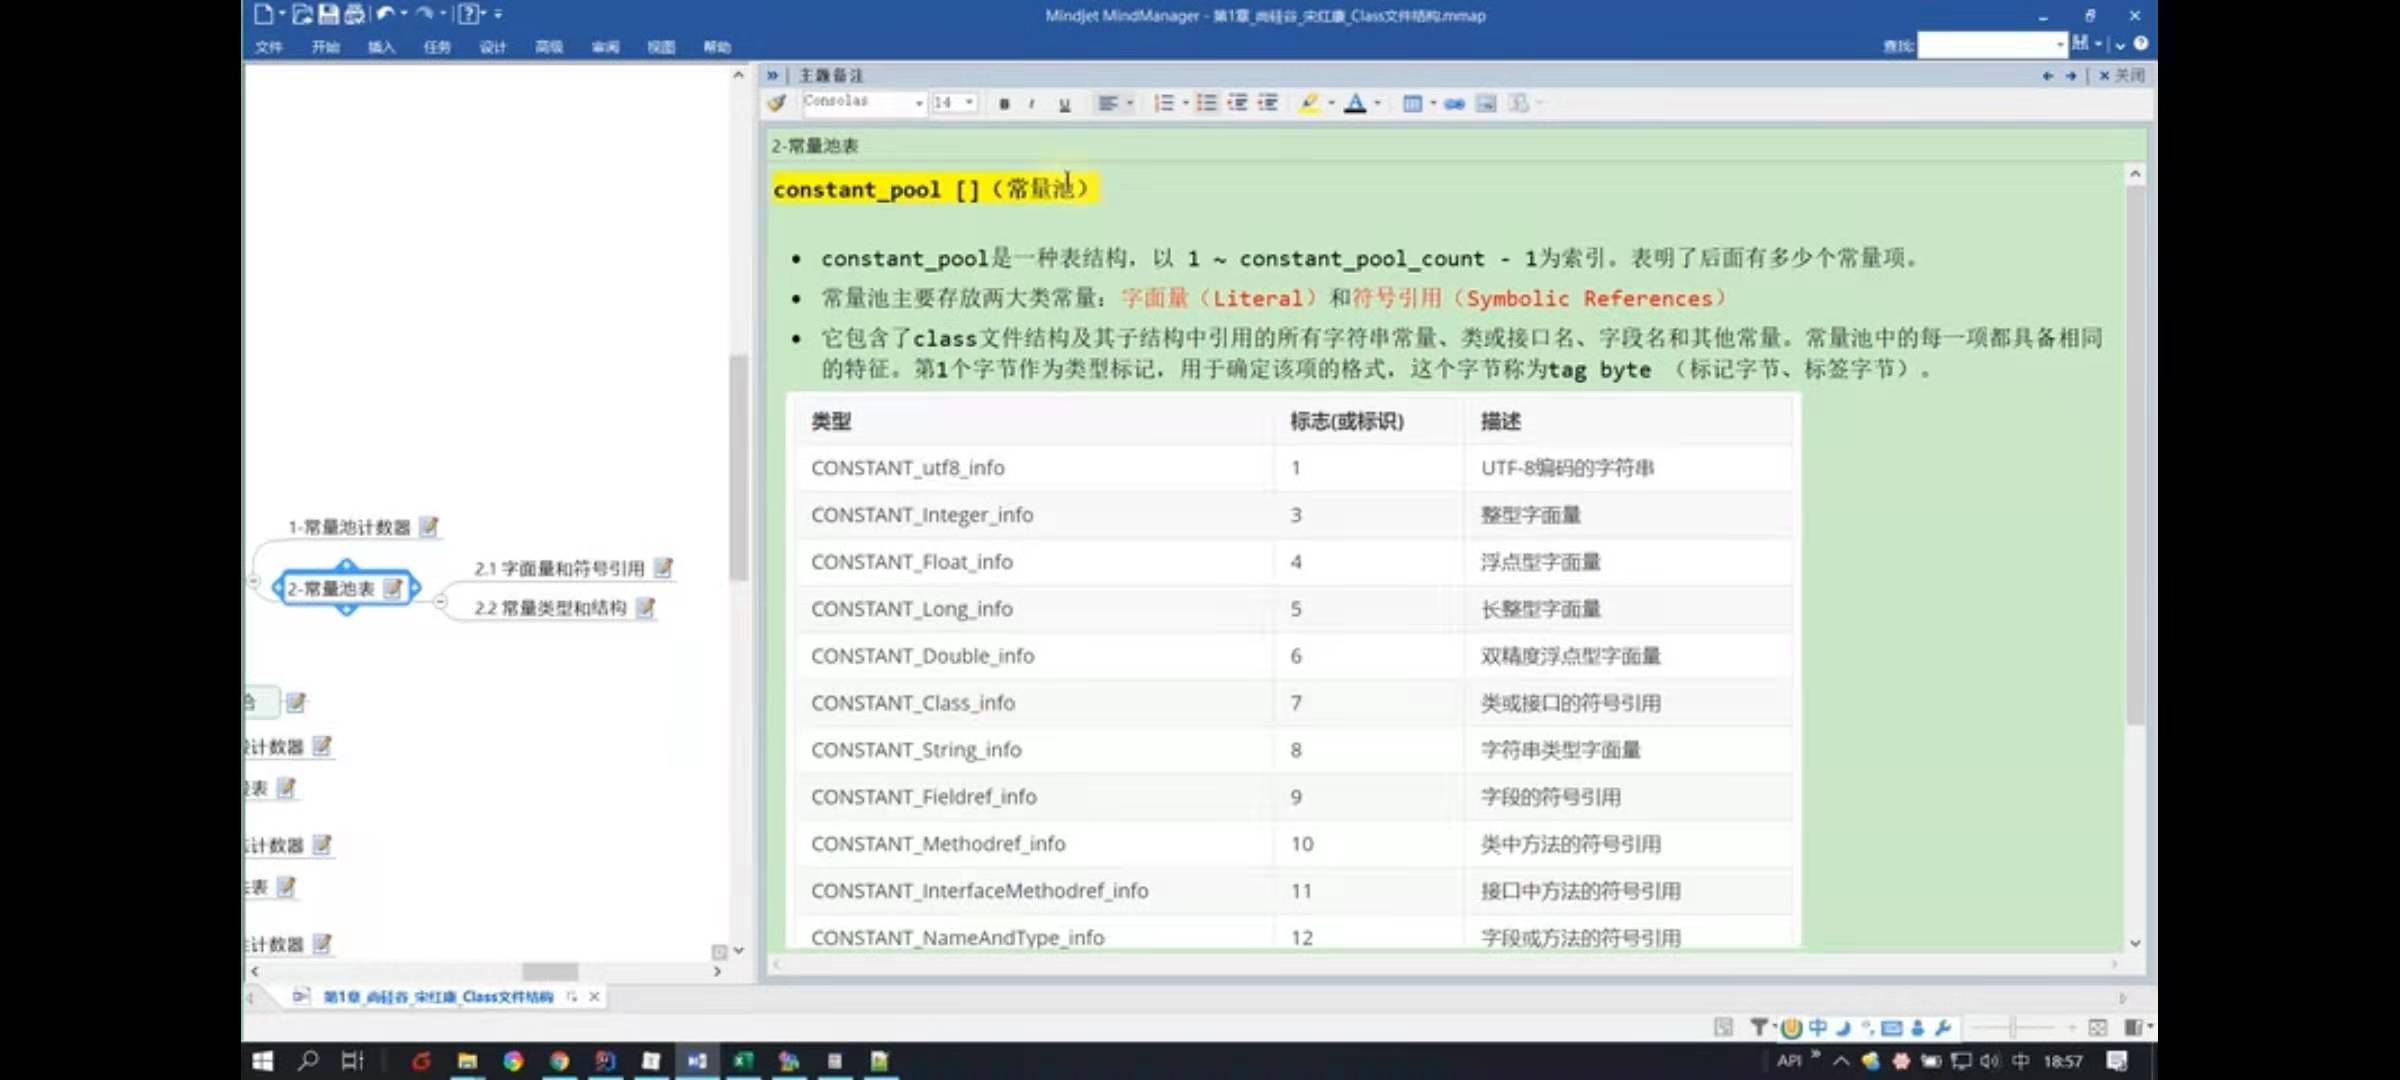 Mindjet MindManager - 第1章_尚硅谷_宋红康_Class文件结构.mmap
文件 开始 插入 任务 设计 高级 审阅 视图 帮助
查找:
主题备注
关闭
Consolas 14 B I U
2-常量池表
constant_pool []（常量池）
constant_pool是一种表结构，以 1 ~ constant_pool_count - 1为索引。表明了后面有多少个常量项。
常量池主要存放两大类常量：字面量（Literal）和符号引用（Symbolic References）
它包含了class文件结构及其子结构中引用的所有字符串常量、类或接口名、字段名和其他常量。常量池中的每一项都具备相同
的特征。第1个字节作为类型标记，用于确定该项的格式，这个字节称为tag byte （标记字节、标签字节）。
类型 标志(或标识) 描述
CONSTANT_utf8_info 1 UTF-8编码的字符串
CONSTANT_Integer_info 3 整型字面量
CONSTANT_Float_info 4 浮点型字面量
CONSTANT_Long_info 5 长整型字面量
CONSTANT_Double_info 6 双精度浮点型字面量
CONSTANT_Class_info 7 类或接口的符号引用
CONSTANT_String_info 8 字符串类型字面量
CONSTANT_Fieldref_info 9 字段的符号引用
CONSTANT_Methodref_info 10 类中方法的符号引用
CONSTANT_InterfaceMethodref_info 11 接口中方法的符号引用
CONSTANT_NameAndType_info 12 字段或方法的符号引用
1-常量池计数器
2-常量池表
2.1 字面量和符号引用
2.2 常量类型和结构
计数器
表
计数器
表
计数器
第1章_尚硅谷_宋红康_Class文件结构
中
API 中 18:57